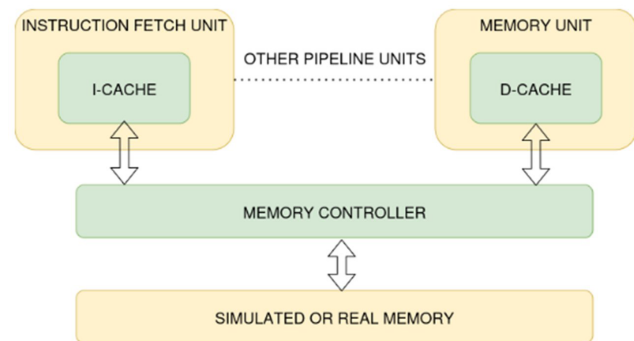 INSTRUCTION FETCH UNIT
MEMORY UNIT
OTHER PIPELINE UNITS
I-CACHE
D-CACHE
MEMORY CONTROLLER
SIMULATED OR REAL MEMORY